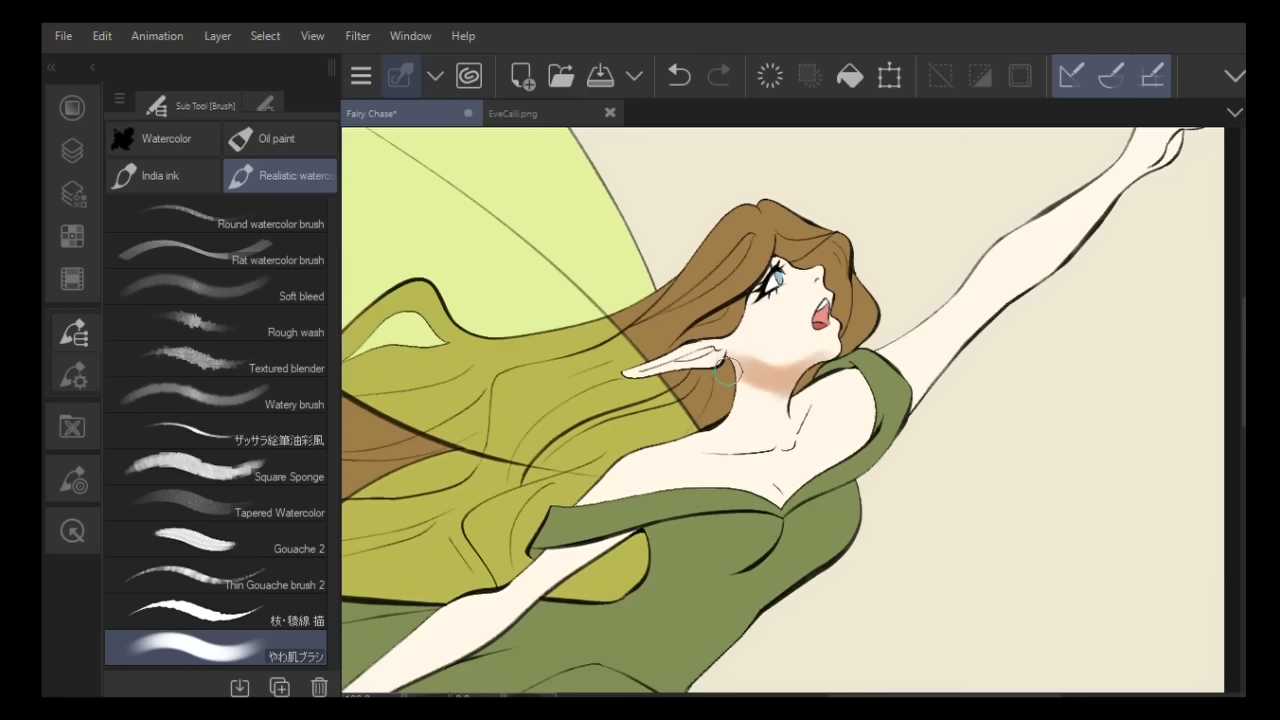 File Edit Animation Layer Select View Filter Window Help
Sub Tool [Brush]
Fairy Chase* EveCalli.png
Watercolor Oil paint
India ink Realistic waterco
Round watercolor brush
Flat watercolor brush
Soft bleed
Rough wash
Textured blender
Watery brush
ザッサラ絵筆油彩風
Square Sponge
Tapered Watercolor
Gouache 2
Thin Gouache brush 2
枝・稜線 描
やわ肌ブラシ